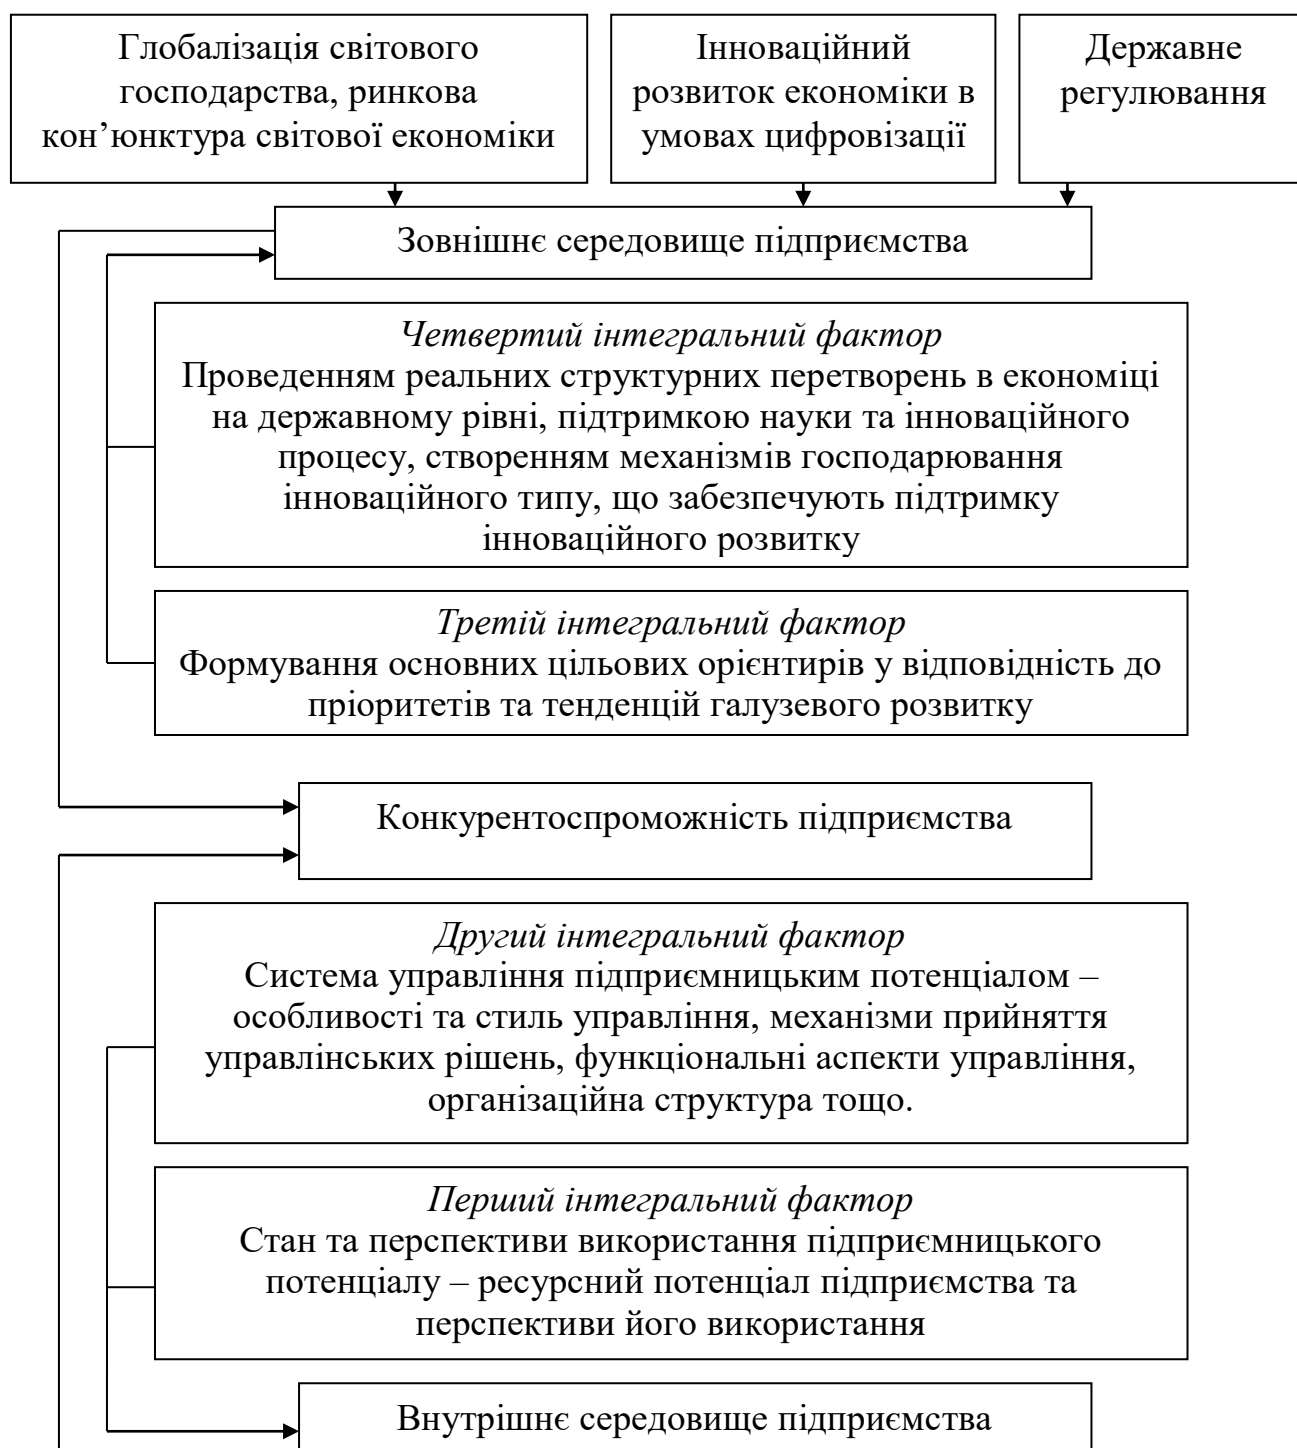 Глобалізація світового
господарства, ринкова
кон’юнктура світової економіки
Інноваційний
розвиток економіки в
умовах цифровізації
Державне
регулювання
Зовнішнє середовище підприємства
Четвертий інтегральний фактор
Проведенням реальних структурних перетворень в економіці
на державному рівні, підтримкою науки та інноваційного
процесу, створенням механізмів господарювання
інноваційного типу, що забезпечують підтримку
інноваційного розвитку
Третій інтегральний фактор
Формування основних цільових орієнтирів у відповідність до
пріоритетів та тенденцій галузевого розвитку
Конкурентоспроможність підприємства
Другий інтегральний фактор
Система управління підприємницьким потенціалом –
особливості та стиль управління, механізми прийняття
управлінських рішень, функціональні аспекти управління,
організаційна структура тощо.
Перший інтегральний фактор
Стан та перспективи використання підприємницького
потенціалу – ресурсний потенціал підприємства та
перспективи його використання
Внутрішнє середовище підприємства